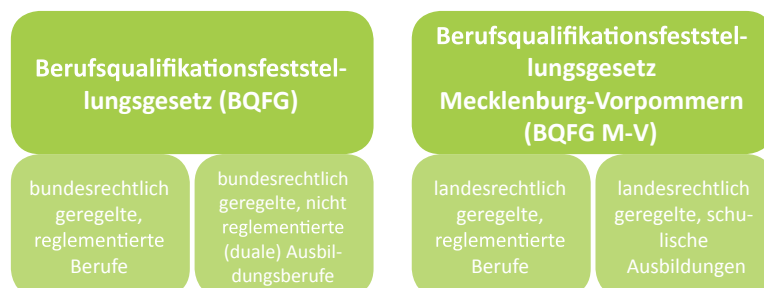 Berufsqualifikationsfeststel-
lungsgesetz (BQFG)
bundesrechtlich
geregelte,
reglementierte
Berufe
bundesrechtlich
geregelte, nicht
reglementierte
(duale) Ausbil-
dungsberufe
Berufsqualifikationsfeststel-
lungsgesetz
Mecklenburg-Vorpommern
(BQFG M-V)
landesrechtlich
geregelte,
reglementierte
Berufe
landesrechtlich
geregelte, schu-
lische
Ausbildungen